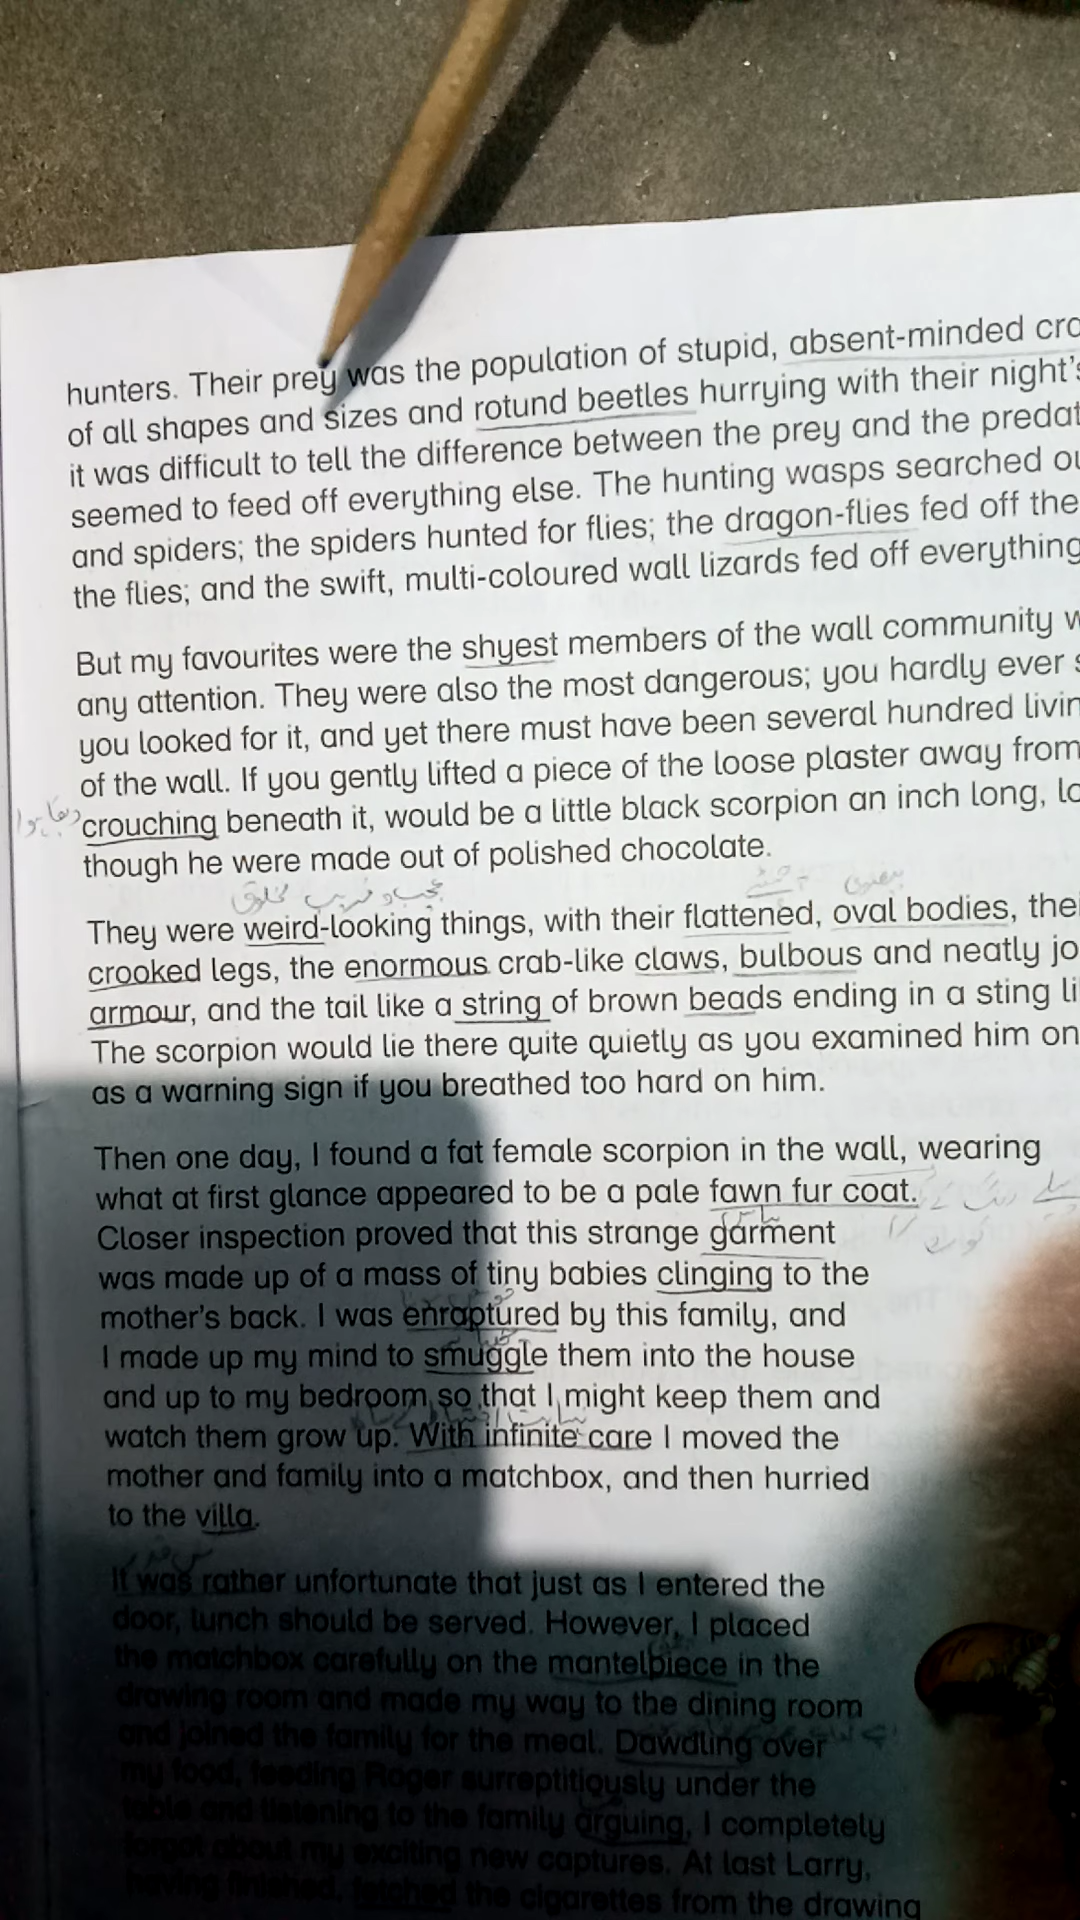 hunters. Their prey was the population of stupid, absent-minded cra
of all shapes and sizes and rotund beetles hurrying with their night's
it was difficult to tell the difference between the prey and the predat
seemed to feed off everything else. The hunting wasps searched ou
and spiders; the spiders hunted for flies; the dragon-flies fed off the
the flies; and the swift, multi-coloured wall lizards fed off everything
But my favourites were the shyest members of the wall community w
any attention. They were also the most dangerous; you hardly ever s
you looked for it, and yet there must have been several hundred livin
of the wall. If you gently lifted a piece of the loose plaster away from
crouching beneath it, would be a little black scorpion an inch long, lo
though he were made out of polished chocolate.
They were weird-looking things, with their flattened, oval bodies, thei
crooked legs, the enormous crab-like claws, bulbous and neatly jo
armour, and the tail like a string of brown beads ending in a sting li
The scorpion would lie there quite quietly as you examined him on
as a warning sign if you breathed too hard on him.
Then one day, I found a fat female scorpion in the wall, wearing
what at first glance appeared to be a pale fawn fur coat.
Closer inspection proved that this strange garment
was made up of a mass of tiny babies clinging to the
mother's back. I was enraptured by this family, and
I made up my mind to smuggle them into the house
and up to my bedroom so that I might keep them and
watch them grow up. With infinite care I moved the
mother and family into a matchbox, and then hurried
to the villa.
It was rather unfortunate that just as I entered the
door, lunch should be served. However, I placed
the matchbox carefully on the mantelpiece in the
drawing room and made my way to the dining room
and joined the family for the meal. Dawdling over
my food, feeding Roger surreptitiously under the
table and listening to the family arguing, I completely
forgot about my exciting new captures. At last Larry,
having finished, fetched the cigarettes from the drawing